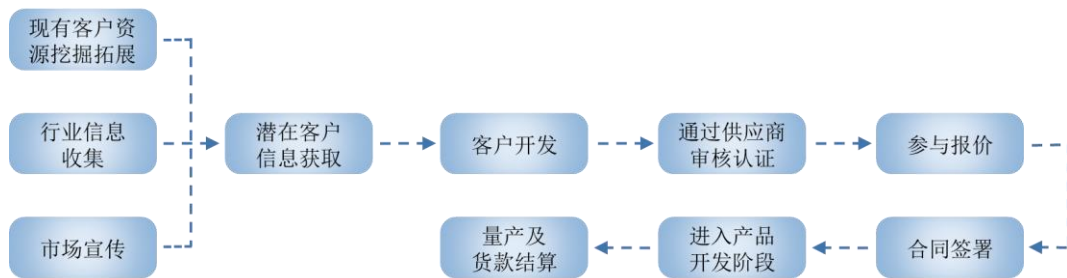 现有客户资
源挖掘拓展
行业信息
收集
市场宣传
潜在客户
信息获取
客户开发
通过供应商
审核认证
参与报价
合同签署
进入产品
开发阶段
量产及
货款结算